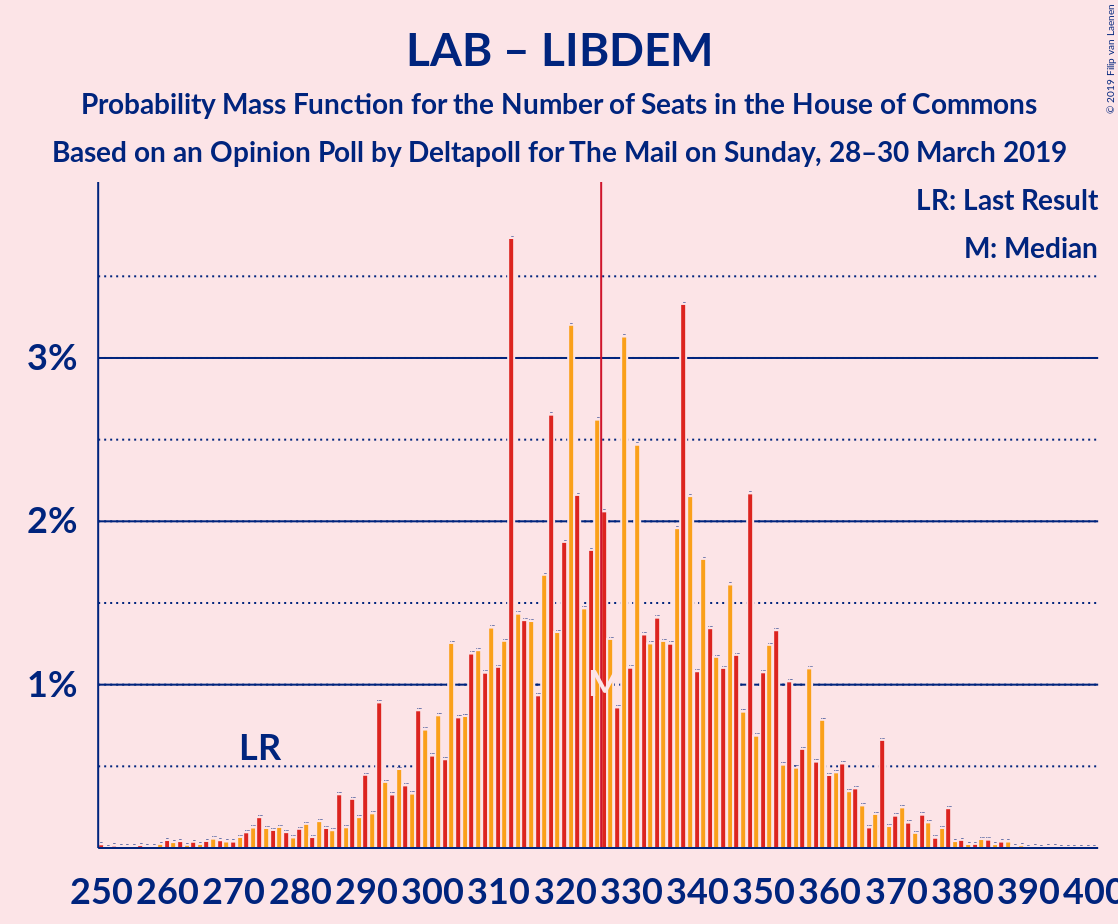 LAB – LIBDEM
Probability Mass Function for the Number of Seats in the House of Commons
Based on an Opinion Poll by Deltapoll for The Mail on Sunday, 28–30 March 2019
© 2019 Filip van Laenen
LR: Last Result
M: Median
3%
2%
1%
LR
M
250 260 270 280 290 300 310 320 330 340 350 360 370 380 390 400